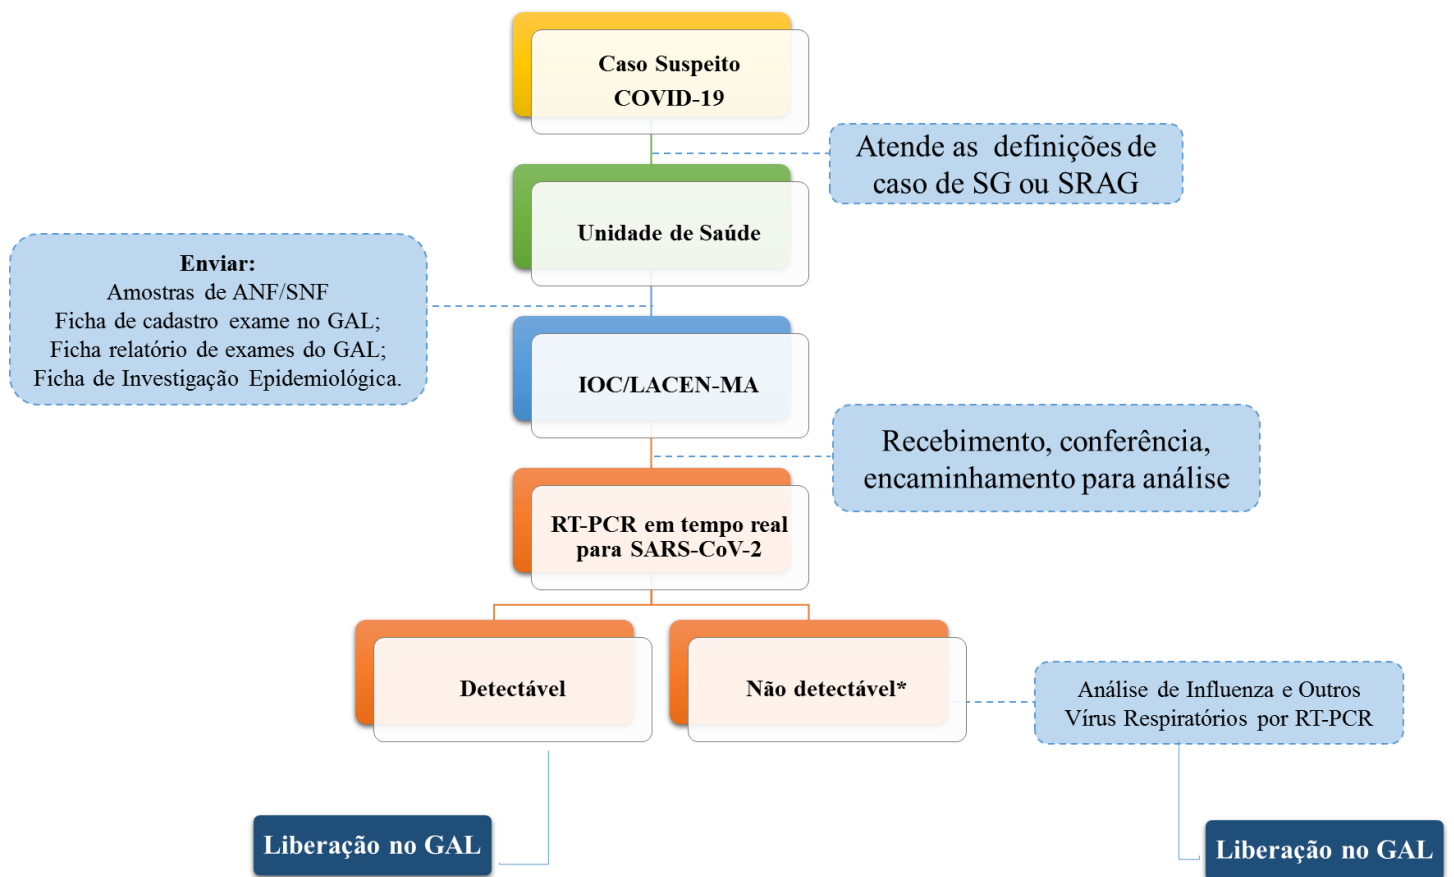 Caso Suspeito
COVID-19
Atende as definições de
caso de SG ou SRAG
Unidade de Saúde
Enviar:
Amostras de ANF/SNF
Ficha de cadastro exame no GAL;
Ficha relatório de exames do GAL;
Ficha de Investigação Epidemiológica.
IOC/LACEN-MA
Recebimento, conferência,
encaminhamento para análise
RT-PCR em tempo real
para SARS-CoV-2
Detectável
Não detectável*
Análise de Influenza e Outros
Vírus Respiratórios por RT-PCR
Liberação no GAL
Liberação no GAL